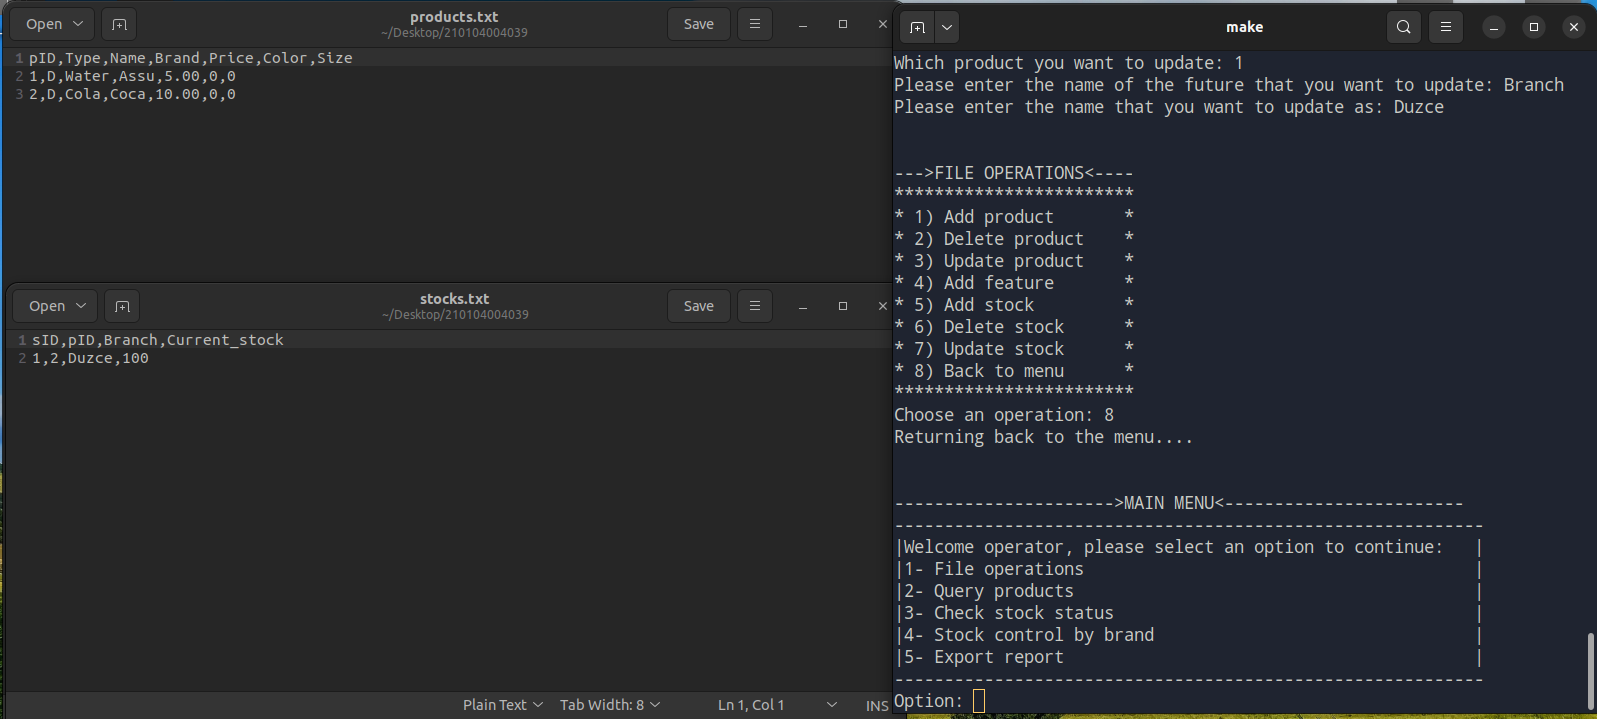 Open
products.txt
~/Desktop/210104004039
Save
1 pID,Type,Name,Brand,Price,Color,Size
2 1,D,Water,Assu,5.00,0,0
3 2,D,Cola,Coca,10.00,0,0
Open
stocks.txt
~/Desktop/210104004039
Save
1 sID,pID,Branch,Current_stock
2 1,2,Duzce,100
Plain Text Tab Width: 8 Ln 1, Col 1 INS
make
Which product you want to update: 1
Please enter the name of the future that you want to update: Branch
Please enter the name that you want to update as: Duzce
--->FILE OPERATIONS<----
************************
* 1) Add product       *
* 2) Delete product    *
* 3) Update product    *
* 4) Add feature       *
* 5) Add stock         *
* 6) Delete stock      *
* 7) Update stock      *
* 8) Back to menu      *
************************
Choose an operation: 8
Returning back to the menu....
---------------------->MAIN MENU<------------------------
-----------------------------------------------------------
|Welcome operator, please select an option to continue:   |
|1- File operations                                       |
|2- Query products                                        |
|3- Check stock status                                    |
|4- Stock control by brand                                |
|5- Export report                                         |
-----------------------------------------------------------
Option: